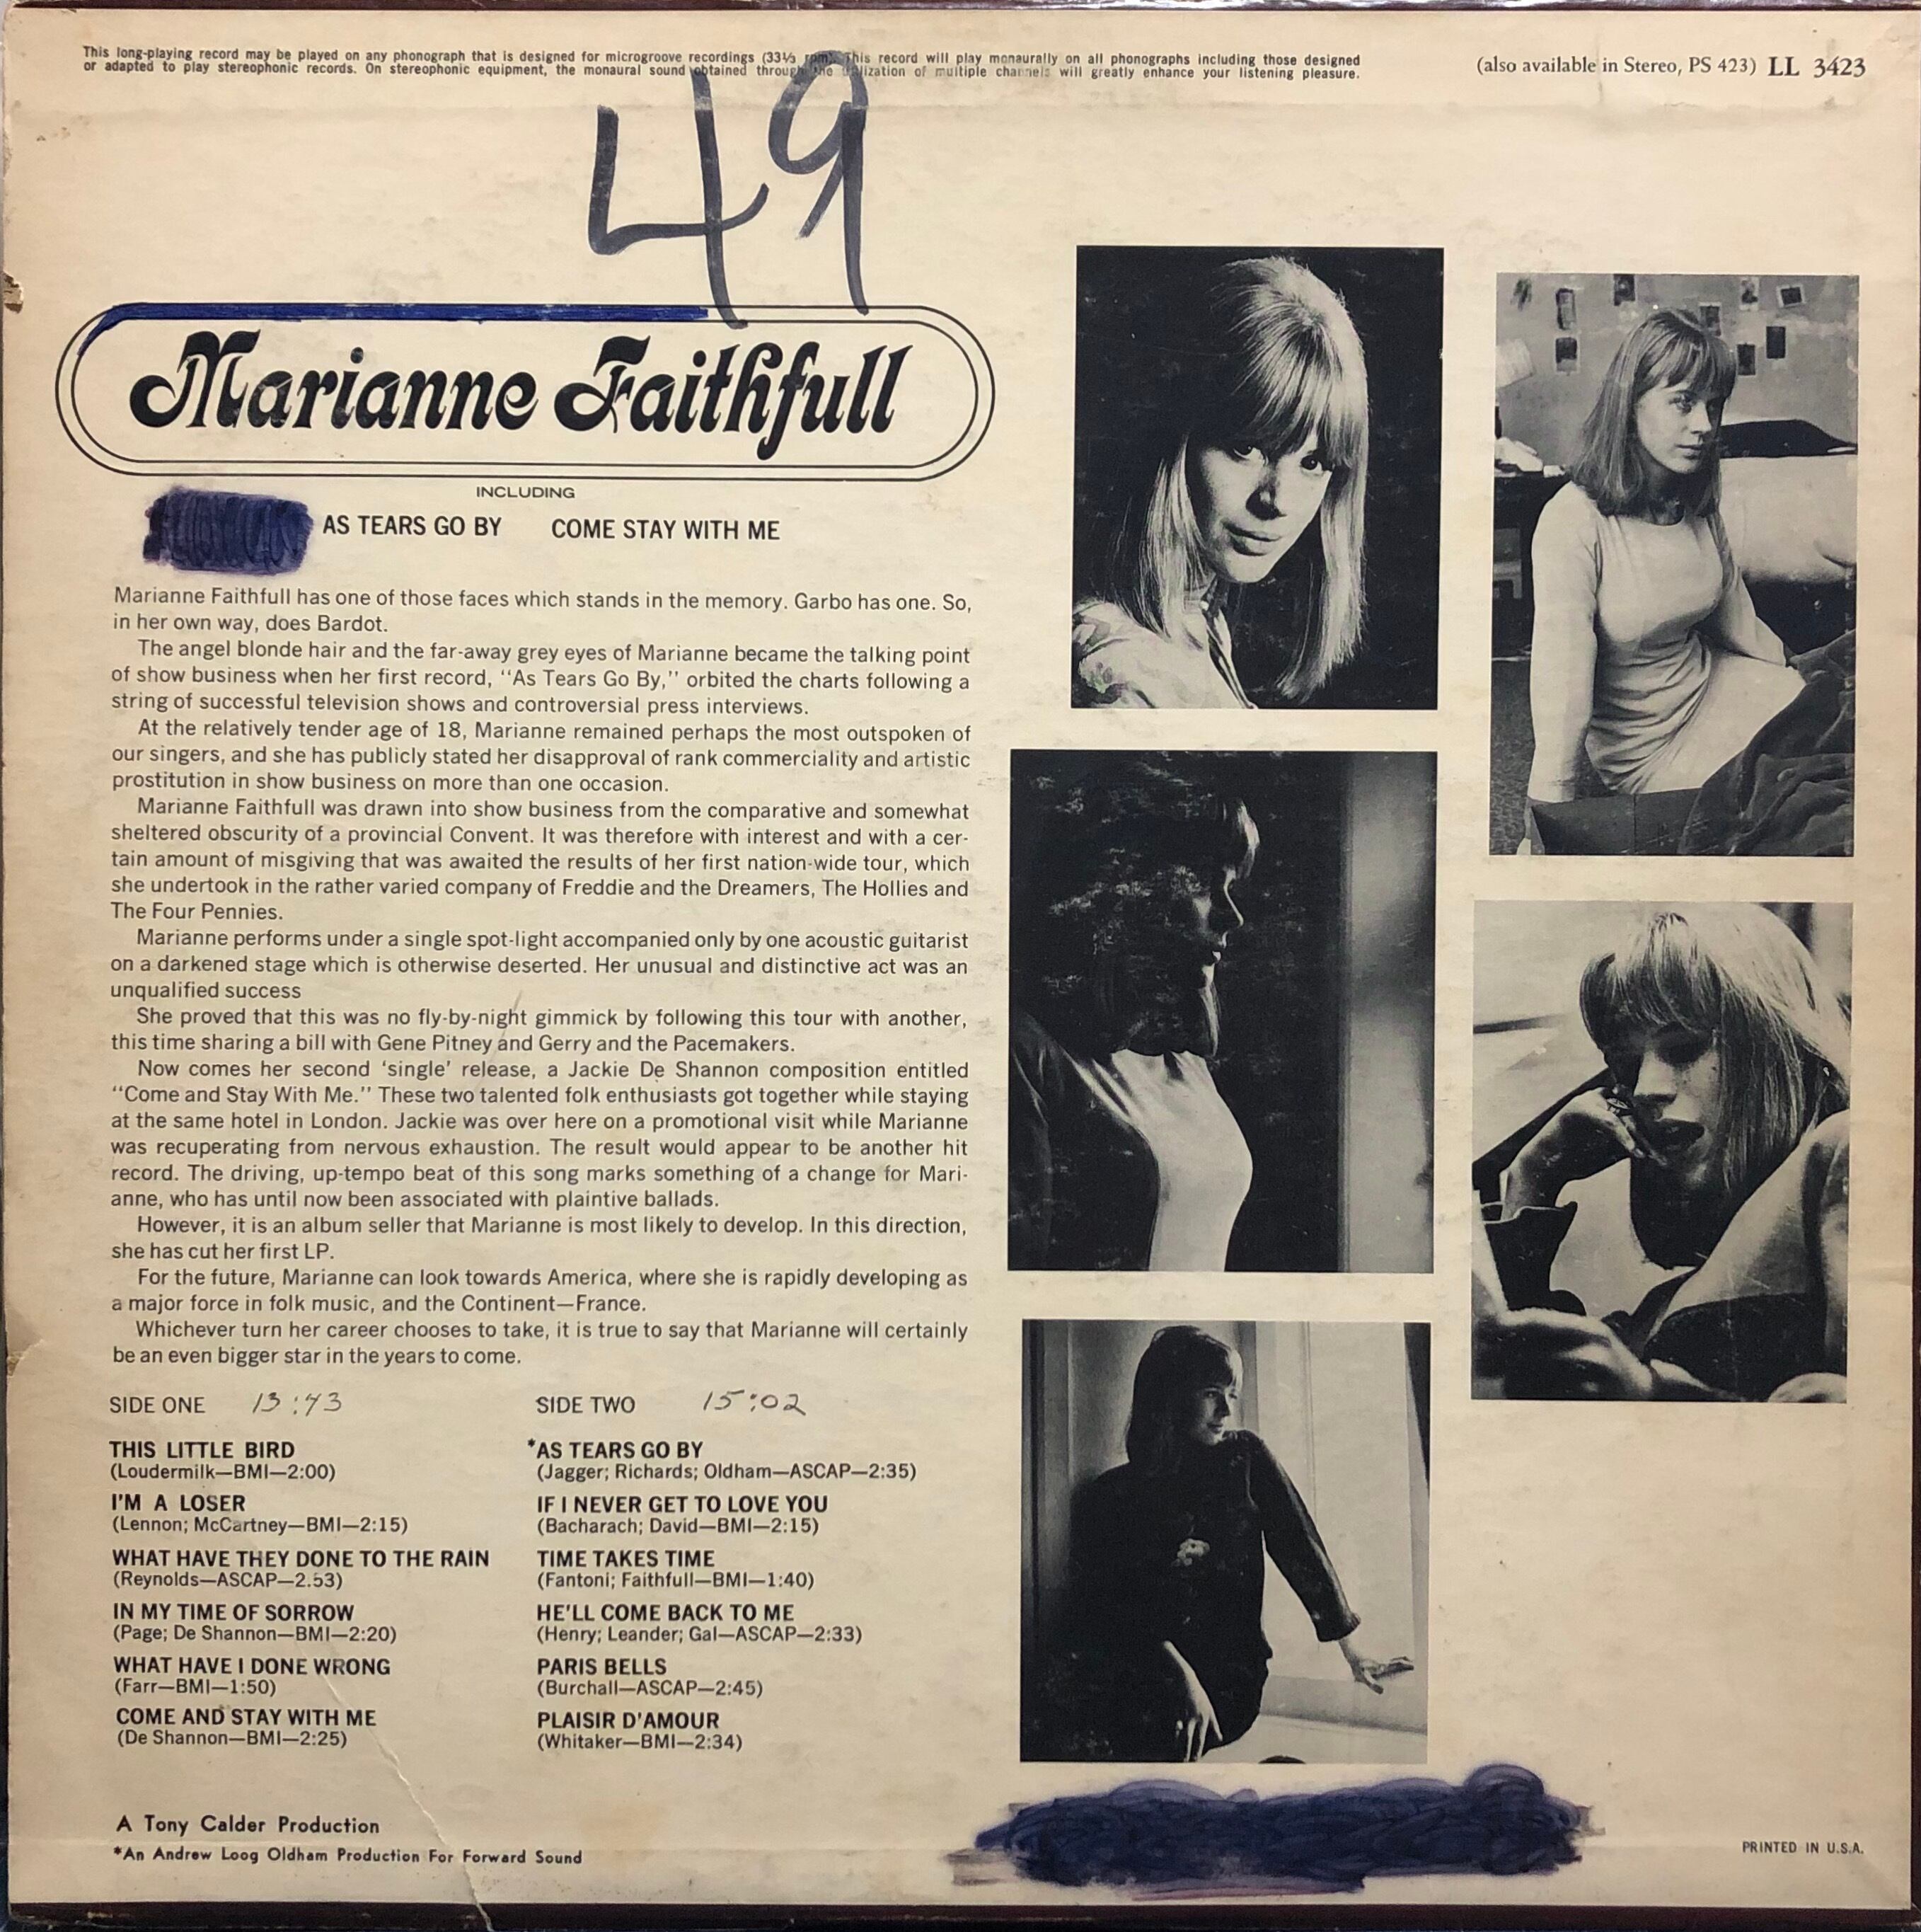 This long-playing record may be played on any phonograph that is designed for microgroove recordings (33⅓ rpm). This record will play monaurally on all phonographs including those designed
or adapted to play stereophonic records. On stereophonic equipment, the monaural sound obtained through the utilization of multiple channels will greatly enhance your listening pleasure.
(also available in Stereo, PS 423) LL 3423
49
Marianne Faithfull
INCLUDING
AS TEARS GO BY COME STAY WITH ME
Marianne Faithfull has one of those faces which stands in the memory. Garbo has one. So,
in her own way, does Bardot.
The angel blonde hair and the far-away grey eyes of Marianne became the talking point
of show business when her first record, "As Tears Go By," orbited the charts following a
string of successful television shows and controversial press interviews.
At the relatively tender age of 18, Marianne remained perhaps the most outspoken of
our singers, and she has publicly stated her disapproval of rank commerciality and artistic
prostitution in show business on more than one occasion.
Marianne Faithfull was drawn into show business from the comparative and somewhat
sheltered obscurity of a provincial Convent. It was therefore with interest and with a cer-
tain amount of misgiving that was awaited the results of her first nation-wide tour, which
she undertook in the rather varied company of Freddie and the Dreamers, The Hollies and
The Four Pennies.
Marianne performs under a single spot-light accompanied only by one acoustic guitarist
on a darkened stage which is otherwise deserted. Her unusual and distinctive act was an
unqualified success
She proved that this was no fly-by-night gimmick by following this tour with another,
this time sharing a bill with Gene Pitney and Gerry and the Pacemakers.
Now comes her second 'single' release, a Jackie De Shannon composition entitled
"Come and Stay With Me." These two talented folk enthusiasts got together while staying
at the same hotel in London. Jackie was over here on a promotional visit while Marianne
was recuperating from nervous exhaustion. The result would appear to be another hit
record. The driving, up-tempo beat of this song marks something of a change for Mari-
anne, who has until now been associated with plaintive ballads.
However, it is an album seller that Marianne is most likely to develop. In this direction,
she has cut her first LP.
For the future, Marianne can look towards America, where she is rapidly developing as
a major force in folk music, and the Continent—France.
Whichever turn her career chooses to take, it is true to say that Marianne will certainly
be an even bigger star in the years to come.
SIDE ONE 13:43
THIS LITTLE BIRD
(Loudermilk—BMI—2:00)
I'M A LOSER
(Lennon; McCartney—BMI—2:15)
WHAT HAVE THEY DONE TO THE RAIN
(Reynolds—ASCAP—2.53)
IN MY TIME OF SORROW
(Page; De Shannon—BMI—2:20)
WHAT HAVE I DONE WRONG
(Farr—BMI—1:50)
COME AND STAY WITH ME
(De Shannon—BMI—2:25)
SIDE TWO 15:02
*AS TEARS GO BY
(Jagger; Richards; Oldham—ASCAP—2:35)
IF I NEVER GET TO LOVE YOU
(Bacharach; David—BMI—2:15)
TIME TAKES TIME
(Fantoni; Faithfull—BMI—1:40)
HE'LL COME BACK TO ME
(Henry; Leander; Gal—ASCAP—2:33)
PARIS BELLS
(Burchall—ASCAP—2:45)
PLAISIR D'AMOUR
(Whitaker—BMI—2:34)
A Tony Calder Production
*An Andrew Loog Oldham Production For Forward Sound
PRINTED IN U.S.A.